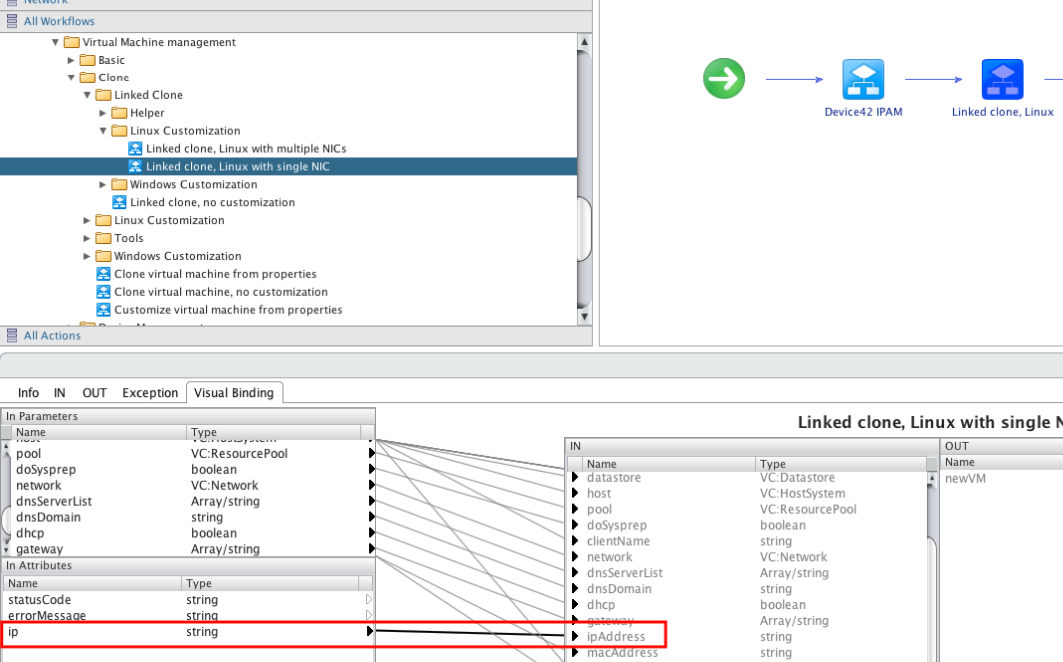 Network
All Workflows
Virtual Machine management
Basic
Clone
Linked Clone
Helper
Linux Customization
Linked clone, Linux with multiple NICs
Linked clone, Linux with single NIC
Windows Customization
Linked clone, no customization
Linux Customization
Tools
Windows Customization
Clone virtual machine from properties
Clone virtual machine, no customization
Customize virtual machine from properties
All Actions
Device42 IPAM
Linked clone, Linux
Info IN OUT Exception Visual Binding
Linked clone, Linux with single N
In Parameters
Name Type
host VC:HostSystem
pool VC:ResourcePool
doSysprep boolean
network VC:Network
dnsServerList Array/string
dnsDomain string
dhcp boolean
gateway Array/string
In Attributes
Name Type
statusCode string
errorMessage string
ip string
IN
Name Type
datastore VC:Datastore
host VC:HostSystem
pool VC:ResourcePool
doSysprep boolean
clientName string
network VC:Network
dnsServerList Array/string
dnsDomain string
dhcp boolean
gateway Array/string
ipAddress string
macAddress string
OUT
Name
newVM